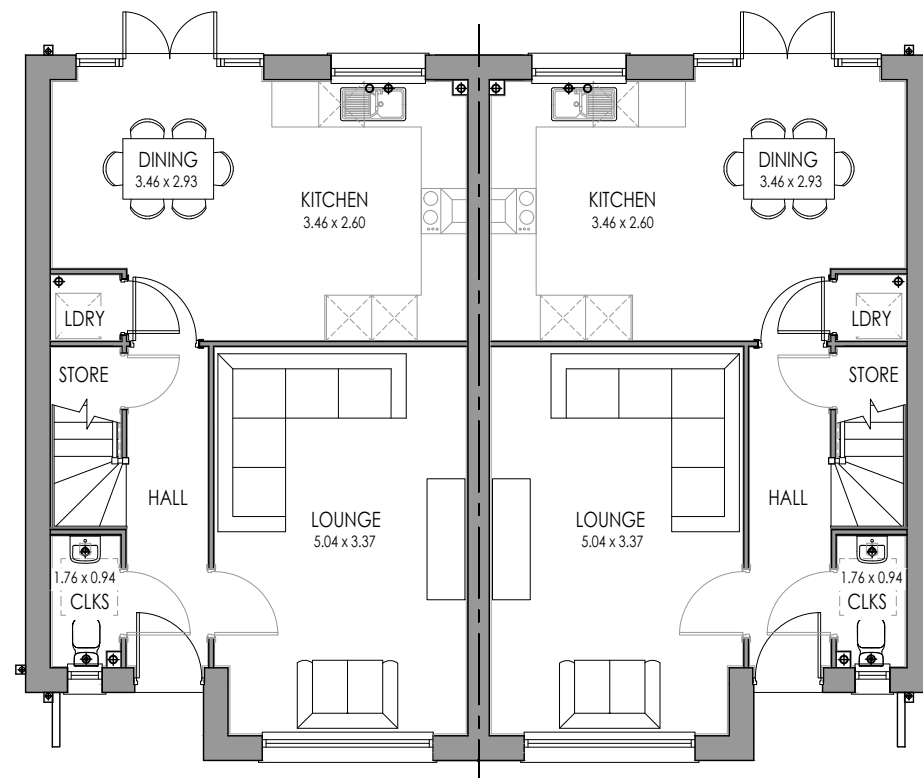 DINING
3.46 x 2.93
KITCHEN
3.46 x 2.60
LDRY
STORE
HALL
LOUNGE
5.04 x 3.37
1.76 x 0.94
CLKS
KITCHEN
3.46 x 2.60
DINING
3.46 x 2.93
LDRY
STORE
HALL
LOUNGE
5.04 x 3.37
1.76 x 0.94
CLKS